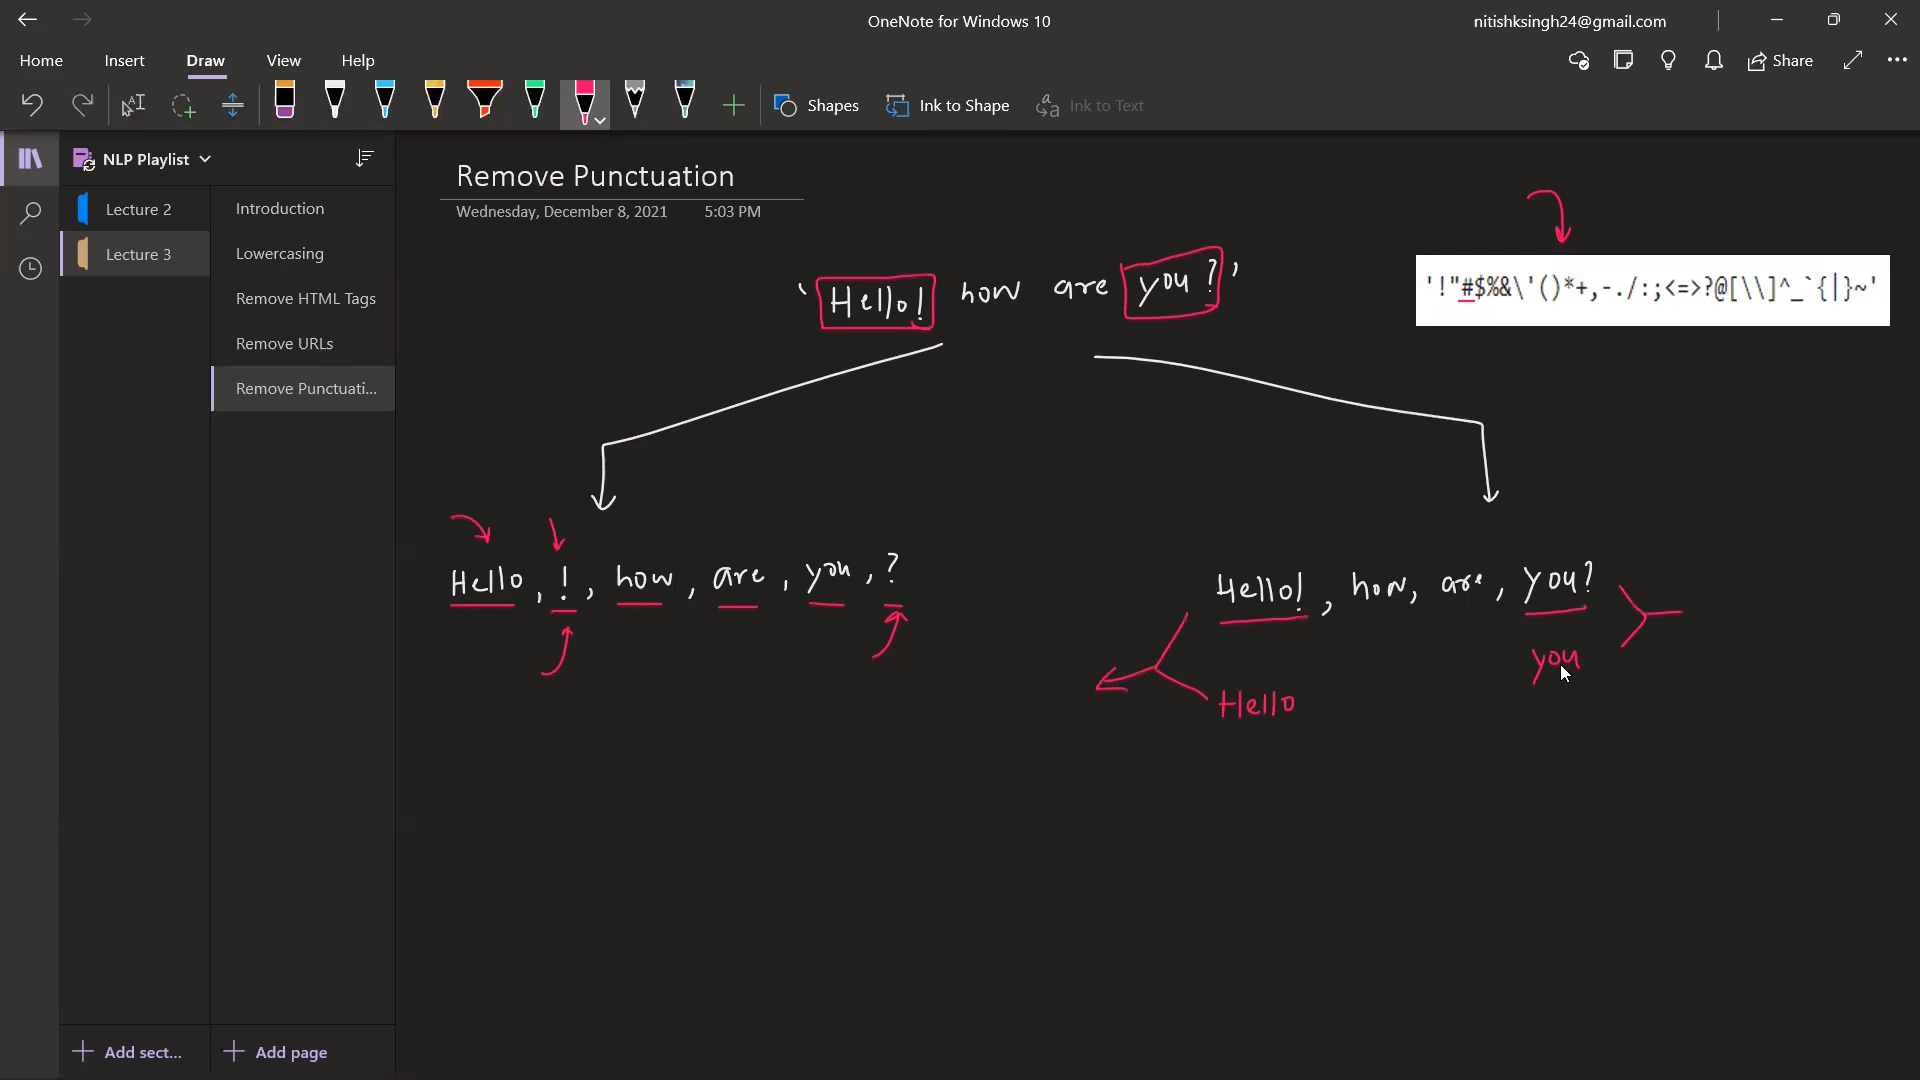 OneNote for Windows 10
nitishksingh24@gmail.com
Home Insert Draw View Help
Share
Shapes Ink to Shape Ink to Text
NLP Playlist
Lecture 2
Lecture 3
Introduction
Lowercasing
Remove HTML Tags
Remove URLs
Remove Punctuati...
Add sect...
Add page
Remove Punctuation
Wednesday, December 8, 2021 5:03 PM
'Hello! how are you?'
'!"#$%&\'()*+,-./:;<=>?@[\\]^_`{|}~'
Hello, !, how, are, you, ?
Hello!, how, are, you?
you
Hello